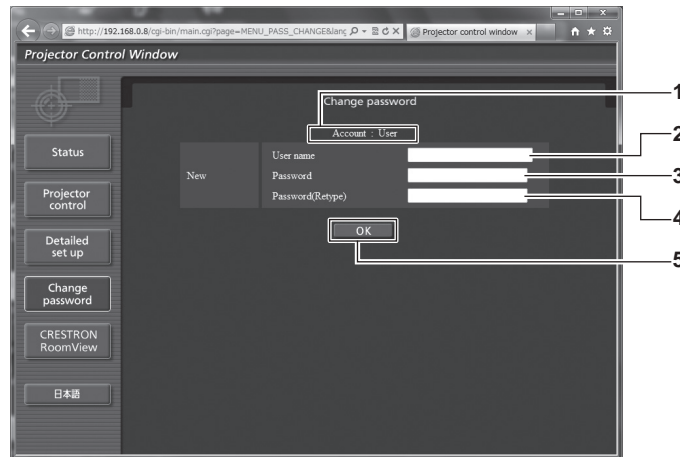 http://192.168.0.8/cgi-bin/main.cgi?page=MENU_PASS_CHANGE&lang
Projector control window
Projector Control Window
Change password
1
Account : User
2
Status
New
User name
Password
3
Password(Retype)
4
Projector
control
OK
5
Detailed
set up
Change
password
CRESTRON
RoomView
日本語